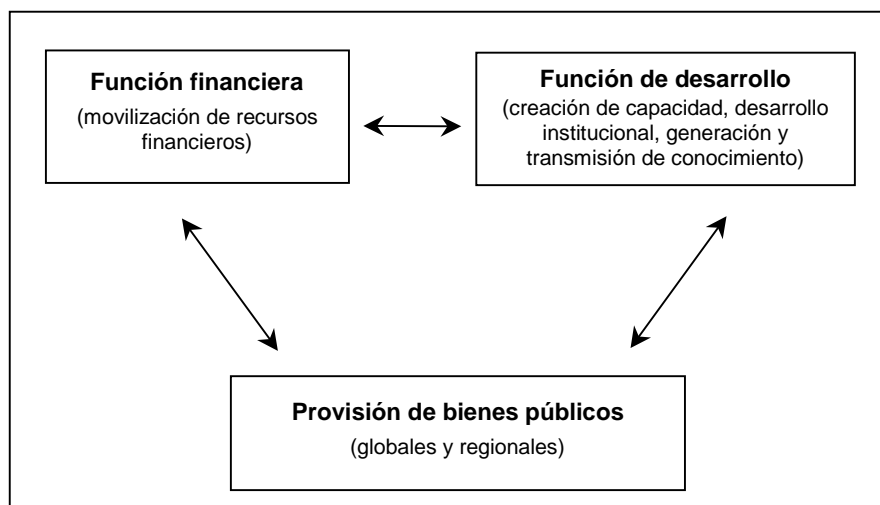 Función financiera
(movilización de recursos
financieros)
Función de desarrollo
(creación de capacidad, desarrollo
institucional, generación y
transmisión de conocimiento)
Provisión de bienes públicos
(globales y regionales)